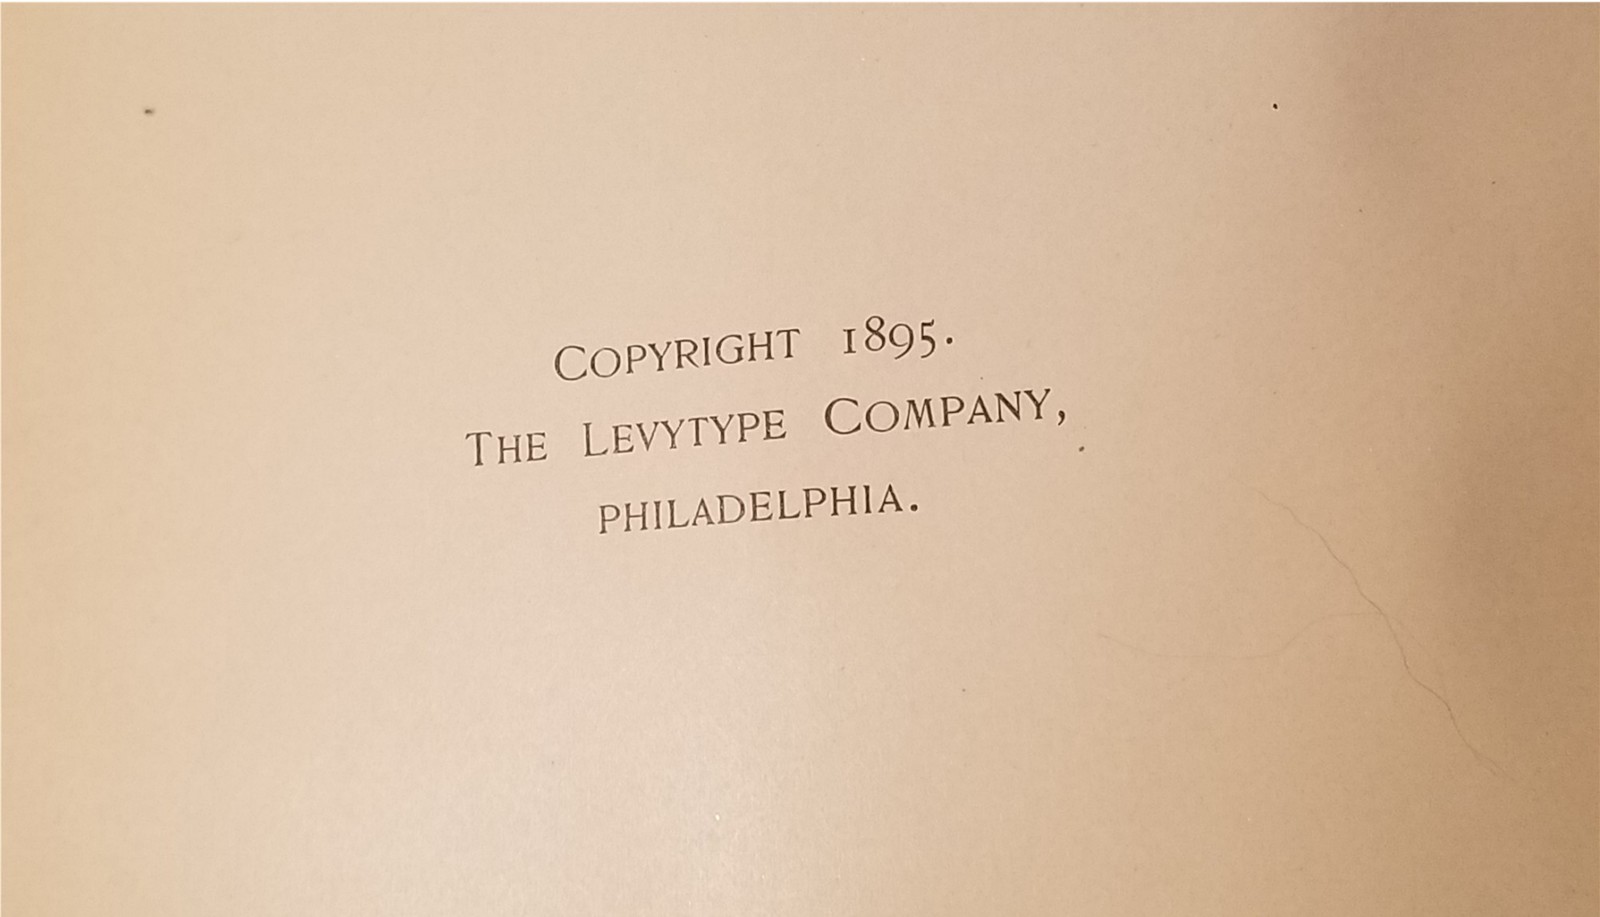 Copyright 1895.
The Levytype Company,
PHILADELPHIA.